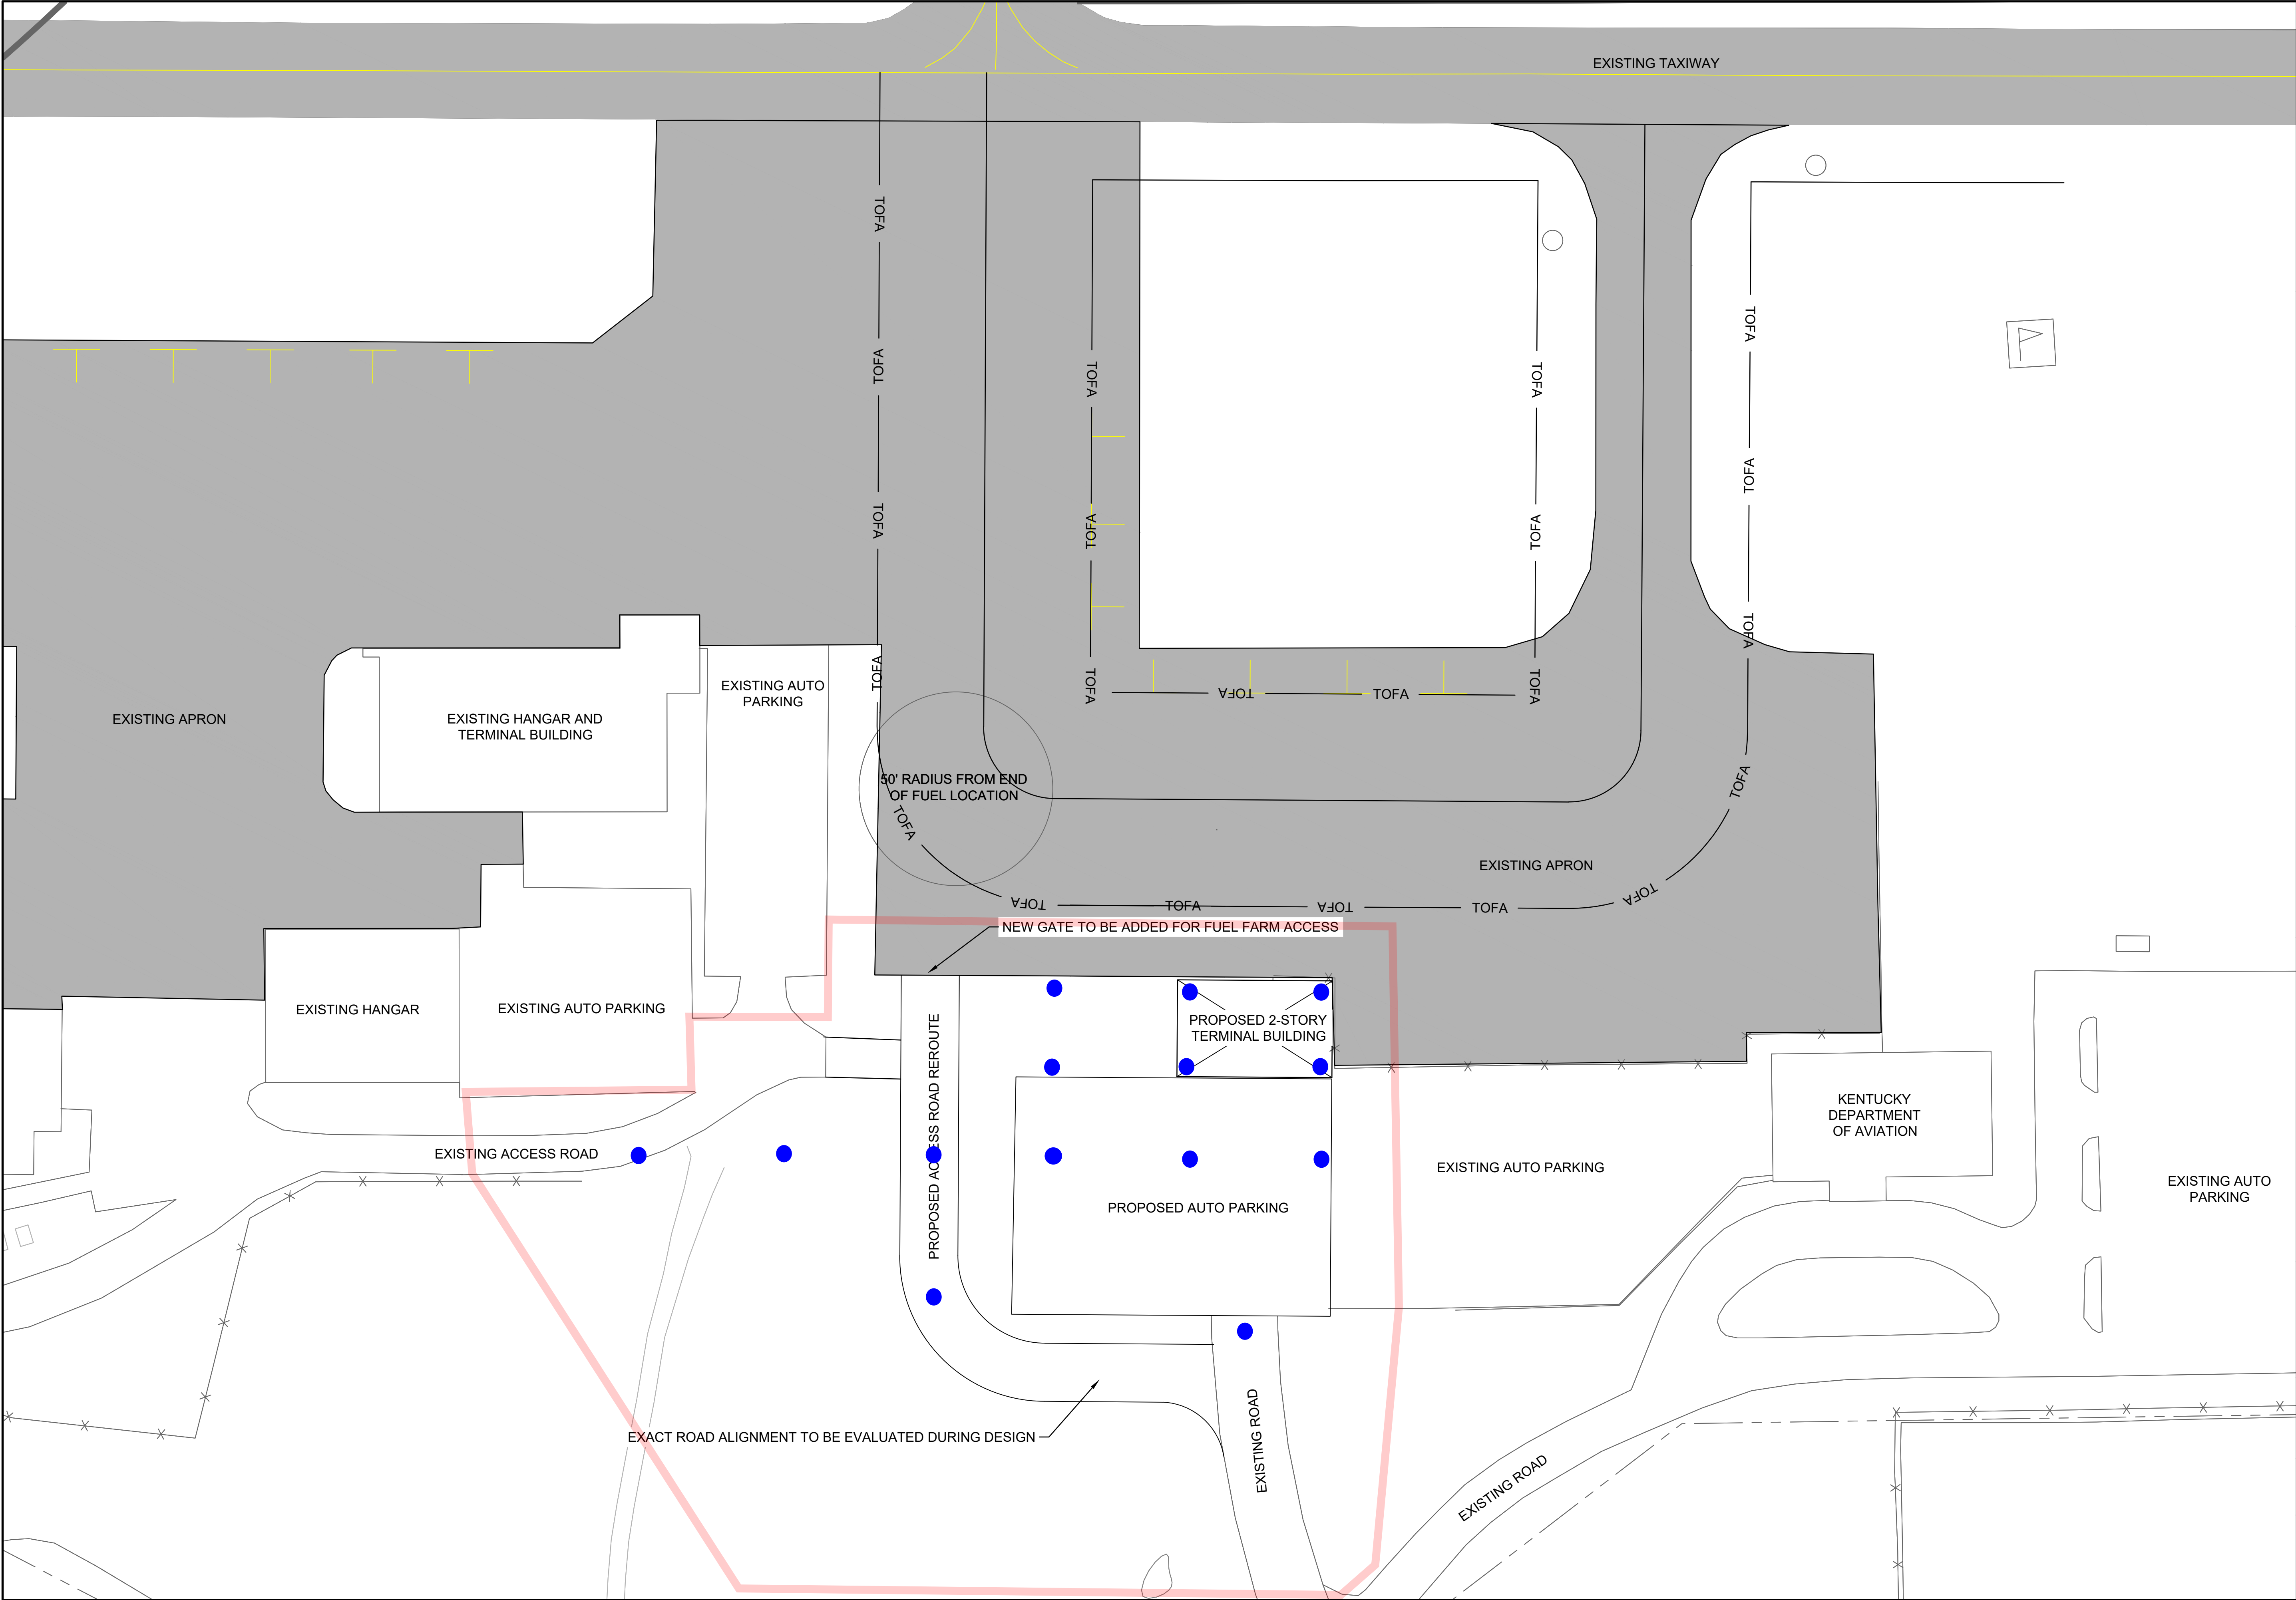 EXISTING TAXIWAY
TOFA
TOFA
TOFA
TOFA
TOFA
TOFA
TOFA
TOFA
TOFA
TOFA
TOFA
TOFA
TOFA
EXISTING AUTO
PARKING
TOFA
TOFA
TOFA
TOFA
EXISTING APRON
EXISTING HANGAR AND
TERMINAL BUILDING
50' RADIUS FROM END
OF FUEL LOCATION
TOFA
TOFA
EXISTING APRON
TOFA
TOFA
TOFA
TOFA
TOFA
NEW GATE TO BE ADDED FOR FUEL FARM ACCESS
EXISTING HANGAR
EXISTING AUTO PARKING
PROPOSED 2-STORY
TERMINAL BUILDING
PROPOSED ACCESS ROAD REROUTE
KENTUCKY
DEPARTMENT
OF AVIATION
EXISTING ACCESS ROAD
EXISTING AUTO PARKING
EXISTING AUTO
PARKING
PROPOSED AUTO PARKING
EXACT ROAD ALIGNMENT TO BE EVALUATED DURING DESIGN
EXISTING ROAD
EXISTING ROAD